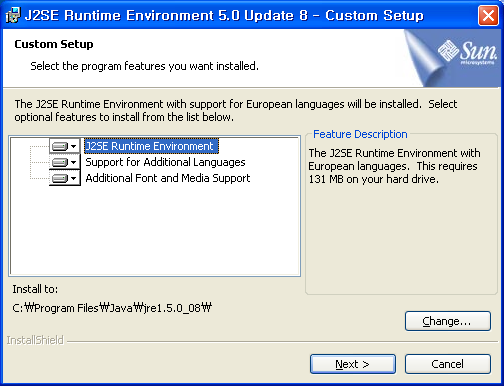 J2SE Runtime Environment 5.0 Update 8 - Custom Setup
Custom Setup
Select the program features you want installed.
Sun
microsystems
The J2SE Runtime Environment with support for European languages will be installed. Select
optional features to install from the list below.
J2SE Runtime Environment
Support for Additional Languages
Additional Font and Media Support
Feature Description
The J2SE Runtime Environment with
European languages. This requires
131 MB on your hard drive.
Install to:
C:₩Program Files₩Java₩jre1.5.0_08₩
Change...
InstallShield
Next >
Cancel